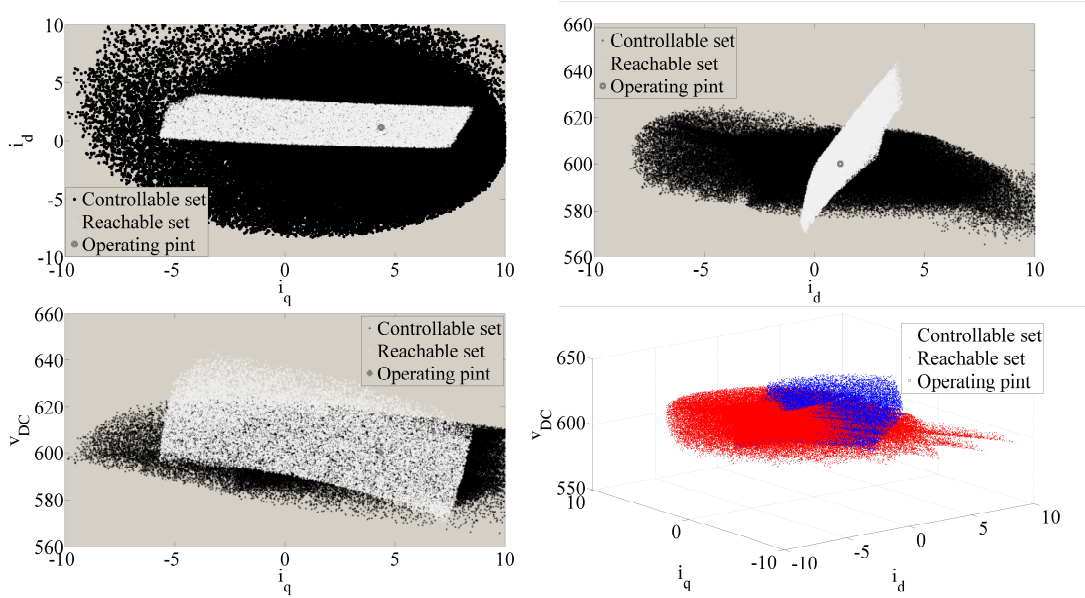 10
5
0
-5
-10
i_d
Controllable set
Reachable set
Operating pint
-10
-5
0
5
10
i_q
660
640
620
600
580
560
Controllable set
Reachable set
Operating pint
-10
-5
0
5
10
i_d
660
640
620
600
580
560
v_DC
Controllable set
Reachable set
Operating pint
-10
-5
0
5
10
i_q
650
600
550
v_DC
Controllable set
Reachable set
Operating pint
10
0
-10
i_q
-10
-5
0
5
10
i_d